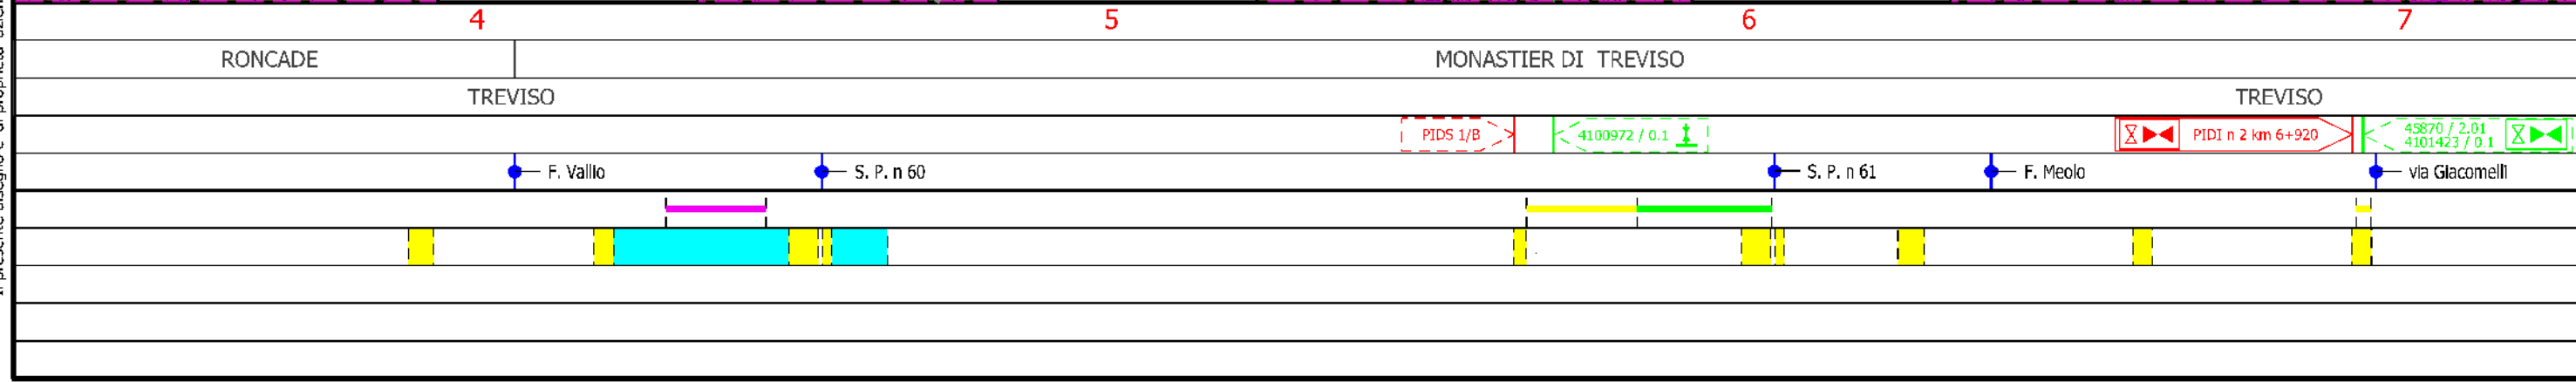 4 5 6 7
RONCADE MONASTIER DI TREVISO
TREVISO TREVISO
PIDS 1/B 4100972 / 0.1 PIDI n 2 km 6+920 45870 / 2.01
4101423 / 0.1
F. Vallio S. P. n 60 S. P. n 61 F. Meolo via Giacomelli